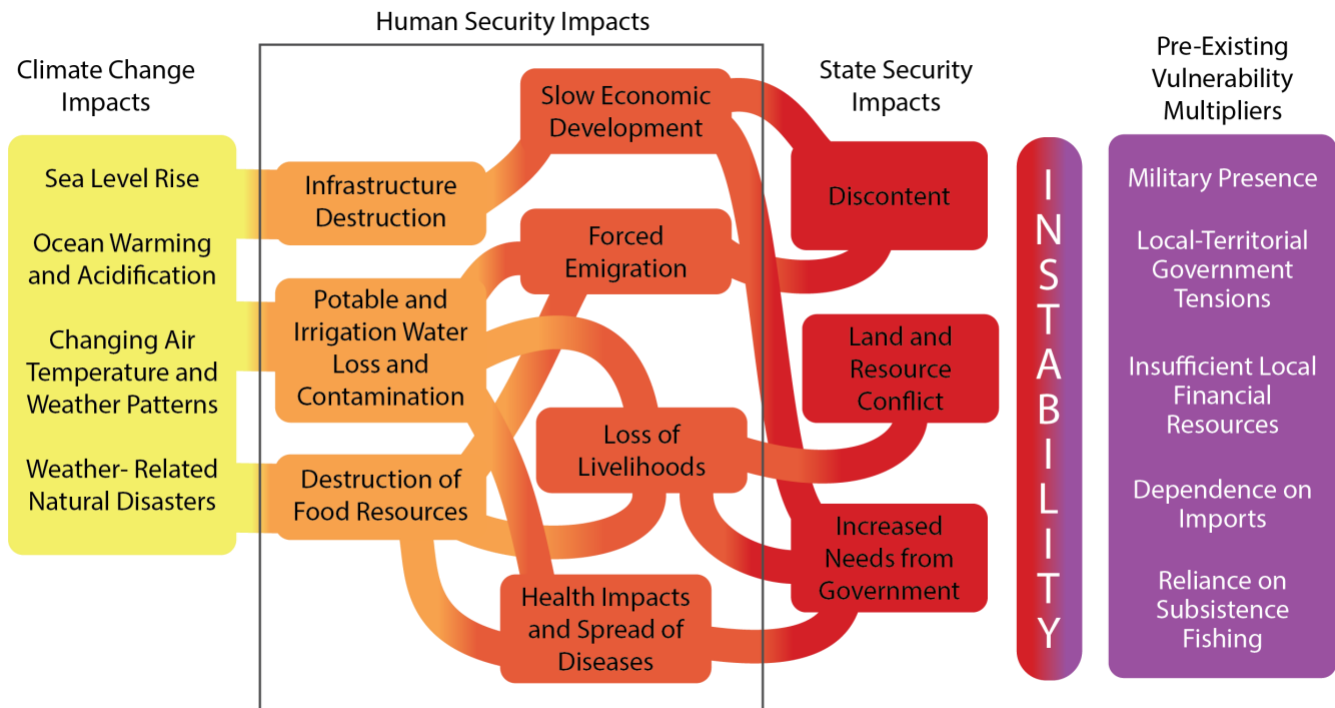 Human Security Impacts
Climate Change
Impacts
Sea Level Rise
Ocean Warming
and Acidification
Changing Air
Temperature and
Weather Patterns
Weather- Related
Natural Disasters
Infrastructure
Destruction
Potable and
Irrigation Water
Loss and
Contamination
Destruction of
Food Resources
Slow Economic
Development
Forced
Emigration
Loss of
Livelihoods
Health Impacts
and Spread of
Diseases
State Security
Impacts
Discontent
Land and
Resource
Conflict
Increased
Needs from
Government
INSTABILITY
Pre-Existing
Vulnerability
Multipliers
Military Presence
Local-Territorial
Government
Tensions
Insufficient Local
Financial
Resources
Dependence on
Imports
Reliance on
Subsistence
Fishing